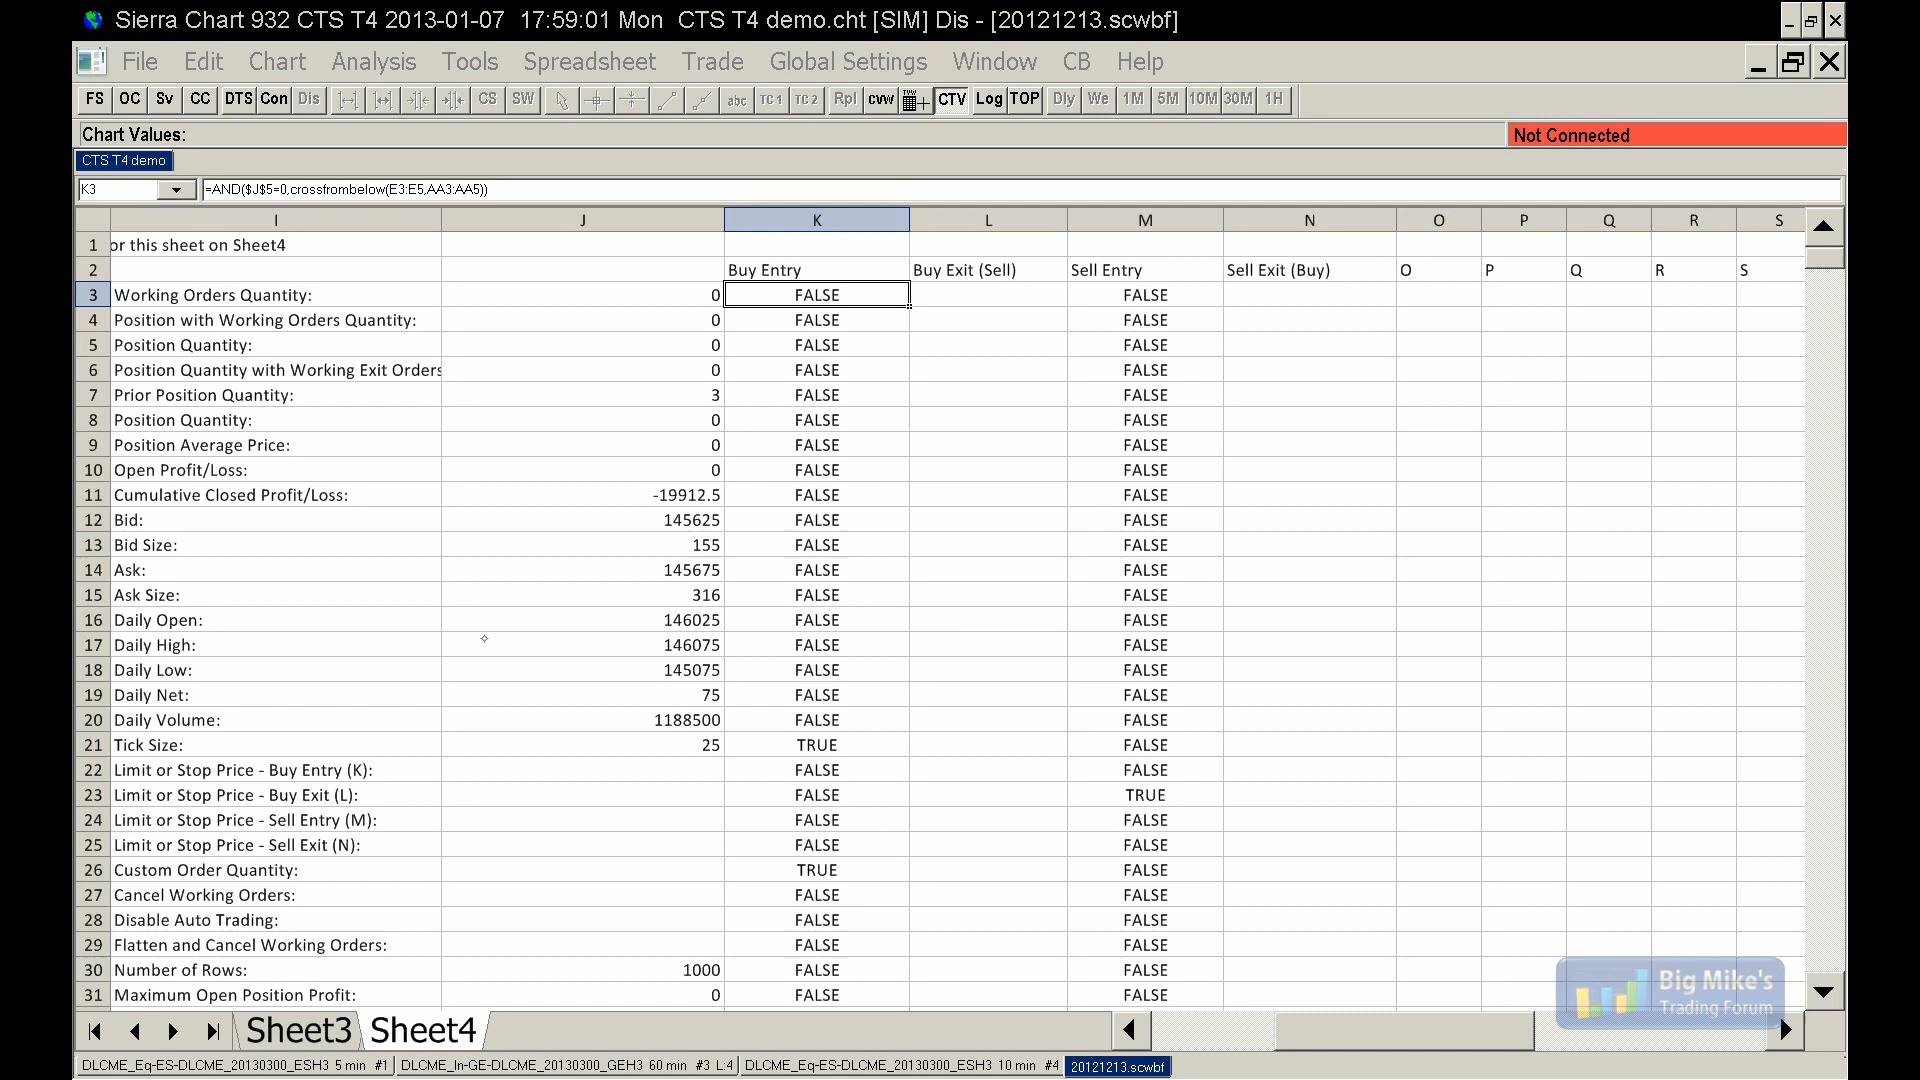 Sierra Chart 932 CTS T4 2013-01-07 17:59:01 Mon CTS T4 demo.cht [SIM] Dis - [20121213.scwbf]
File Edit Chart Analysis Tools Spreadsheet Trade Global Settings Window CB Help
FS OC Sv CC DTS Con Dis CS SW abc TC 1 TC 2 Rpl CVW TVW CTV Log TOP Dly We 1M 5M 10M 30M 1H
Chart Values: Not Connected
CTS T4 demo
K3 =AND($J$5=0,crossfrombelow(E3:E5,AA3:AA5))
I J K L M N O P Q R S
1 or this sheet on Sheet4
2 Buy Entry Buy Exit (Sell) Sell Entry Sell Exit (Buy) O P Q R S
3 Working Orders Quantity: 0 FALSE FALSE
4 Position with Working Orders Quantity: 0 FALSE FALSE
5 Position Quantity: 0 FALSE FALSE
6 Position Quantity with Working Exit Orders 0 FALSE FALSE
7 Prior Position Quantity: 3 FALSE FALSE
8 Position Quantity: 0 FALSE FALSE
9 Position Average Price: 0 FALSE FALSE
10 Open Profit/Loss: 0 FALSE FALSE
11 Cumulative Closed Profit/Loss: -19912.5 FALSE FALSE
12 Bid: 145625 FALSE FALSE
13 Bid Size: 155 FALSE FALSE
14 Ask: 145675 FALSE FALSE
15 Ask Size: 316 FALSE FALSE
16 Daily Open: 146025 FALSE FALSE
17 Daily High: 146075 FALSE FALSE
18 Daily Low: 145075 FALSE FALSE
19 Daily Net: 75 FALSE FALSE
20 Daily Volume: 1188500 FALSE FALSE
21 Tick Size: 25 TRUE FALSE
22 Limit or Stop Price - Buy Entry (K): FALSE FALSE
23 Limit or Stop Price - Buy Exit (L): FALSE TRUE
24 Limit or Stop Price - Sell Entry (M): FALSE FALSE
25 Limit or Stop Price - Sell Exit (N): FALSE FALSE
26 Custom Order Quantity: TRUE FALSE
27 Cancel Working Orders: FALSE FALSE
28 Disable Auto Trading: FALSE FALSE
29 Flatten and Cancel Working Orders: FALSE FALSE
30 Number of Rows: 1000 FALSE FALSE
31 Maximum Open Position Profit: 0 FALSE FALSE
Big Mike's
Trading Forum
Sheet3 Sheet4
DLCME_Eq-ES-DLCME_20130300_ESH3 5 min #1 DLCME_In-GE-DLCME_20130300_GEH3 60 min #3 L:4 DLCME_Eq-ES-DLCME_20130300_ESH3 10 min #4 20121213.scwbf